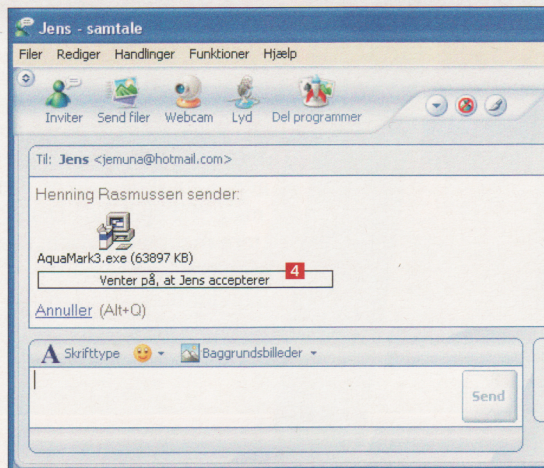 Jens - samtale
Filer Rediger Handlinger Funktioner Hjælp
Inviter Send filer Webcam Lyd Del programmer
Til: Jens <jemuna@hotmail.com>
Henning Rasmussen sender:
AquaMark3.exe (63897 KB)
Venter på, at Jens accepterer 4
Annuller (Alt+Q)
A Skrifttype Baggrundsbilleder
Send